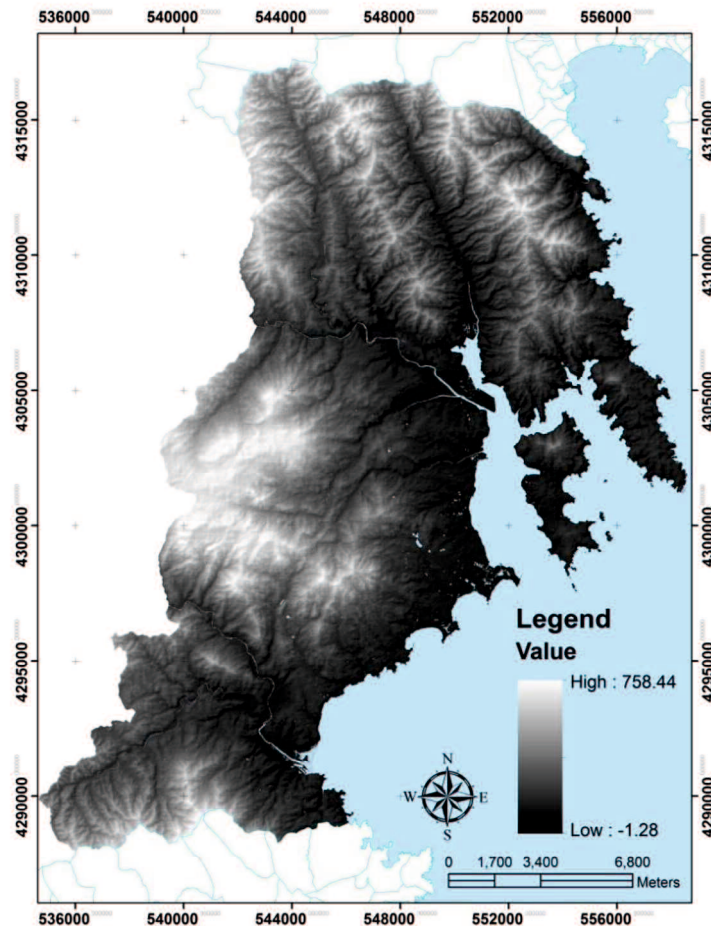 536000 540000 544000 548000 552000 556000
4315000 4315000
4310000 4310000
4305000 4305000
4300000 4300000
4295000 4295000
4290000 4290000
Legend
Value
High : 758.44
Low : -1.28
N
W E
S
0 1,700 3,400 6,800
Meters
536000 540000 544000 548000 552000 556000